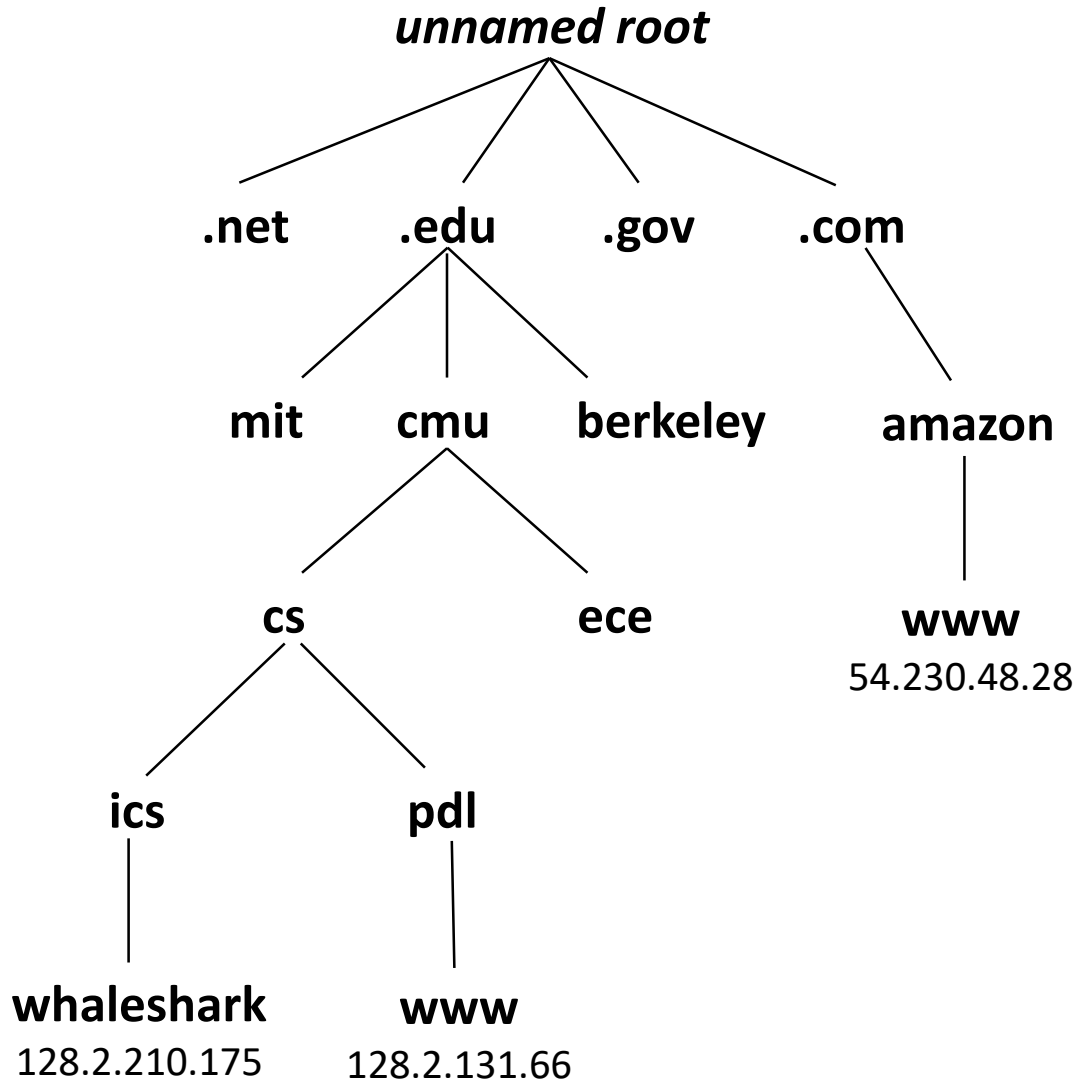 unnamed root
.net .edu .gov .com
mit cmu berkeley amazon
cs ece www
54.230.48.28
ics pdl
whaleshark www
128.2.210.175 128.2.131.66